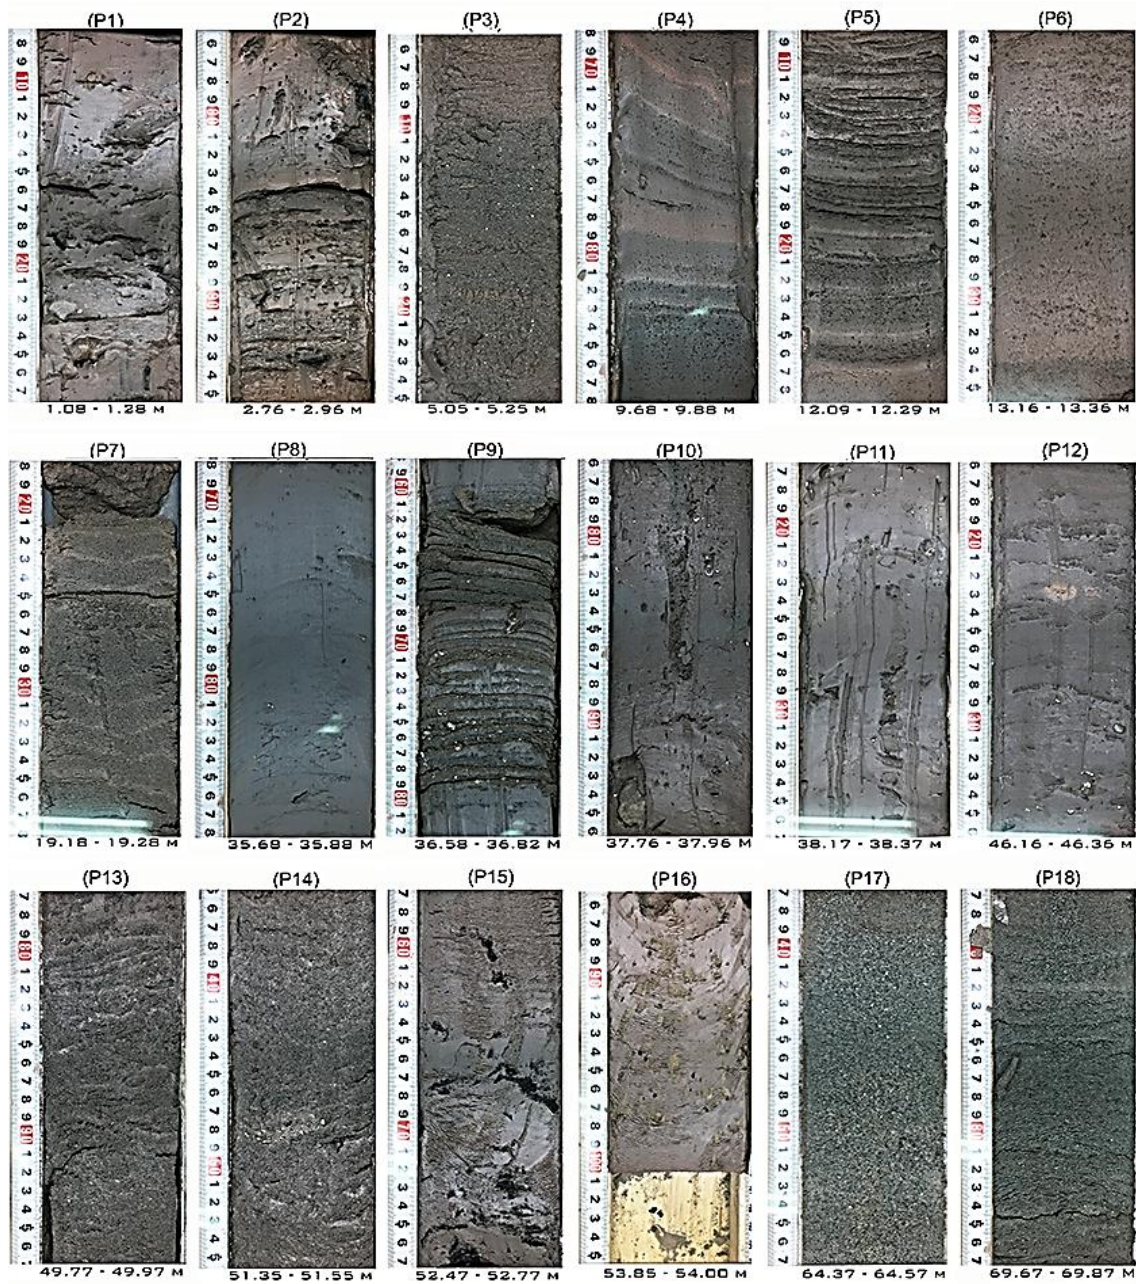 (P1) (P2) (P3) (P4) (P5) (P6)
1.08 - 1.28 M 2.76 - 2.96 M 5.05 - 5.25 M 9.68 - 9.88 M 12.09 - 12.29 M 13.16 - 13.36 M
(P7) (P8) (P9) (P10) (P11) (P12)
19.18 - 19.28 M 35.68 - 35.88 M 36.58 - 36.82 M 37.76 - 37.96 M 38.17 - 38.37 M 46.16 - 46.36 M
(P13) (P14) (P15) (P16) (P17) (P18)
49.77 - 49.97 M 51.35 - 51.55 M 52.47 - 52.77 M 53.85 - 54.00 M 64.37 - 64.57 M 69.67 - 69.87 M